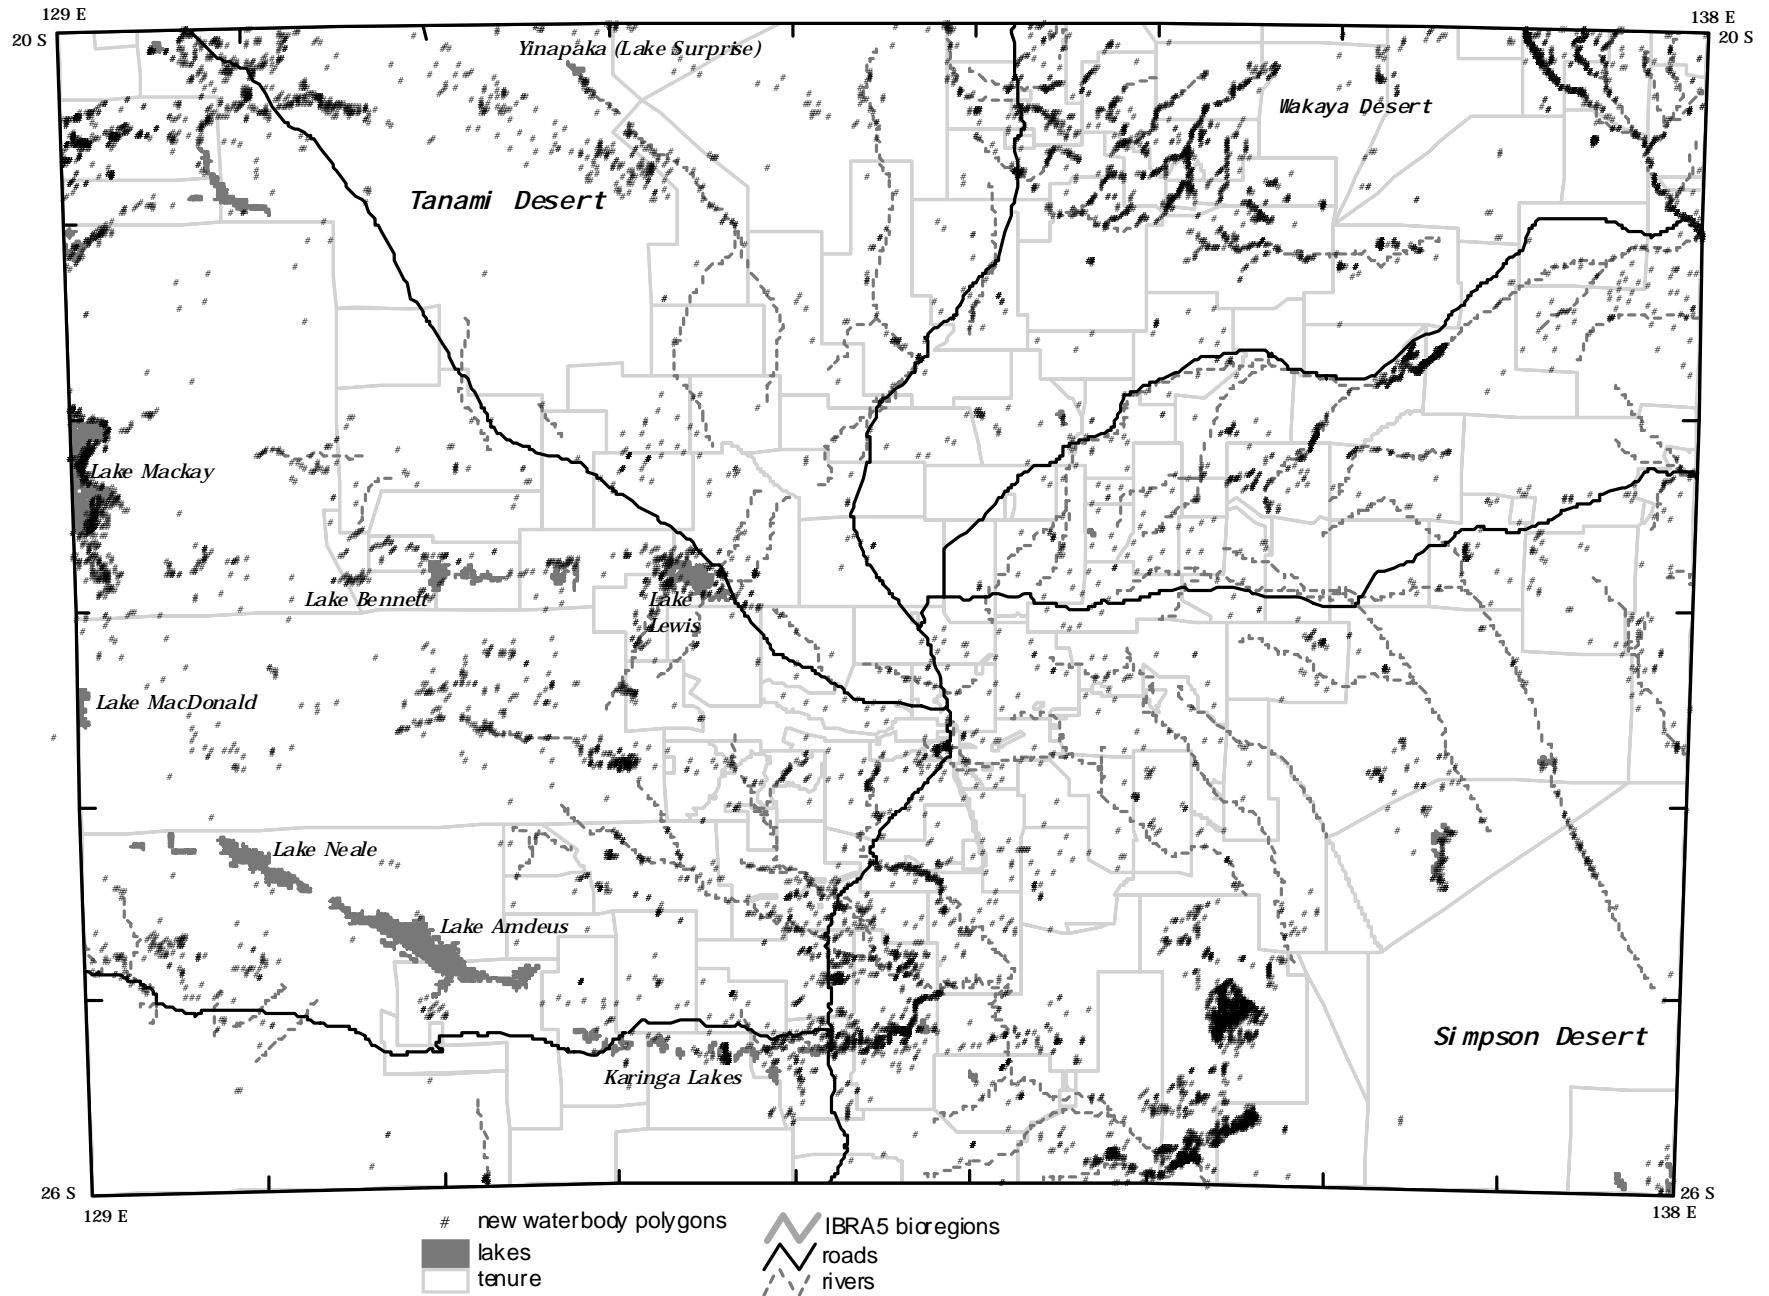 129 E
138 E
20 S
20 S
Yinapaka (Lake Surprise)
Wakaya Desert
Tanami Desert
Lake Mackay
Lake Bennett
Lake
Lewis
Lake MacDonald
Lake Neale
Lake Amdeus
Simpson Desert
Karinga Lakes
26 S
26 S
129 E
138 E
# new waterbody polygons
lakes
tenure
IBRA5 bioregions
roads
rivers